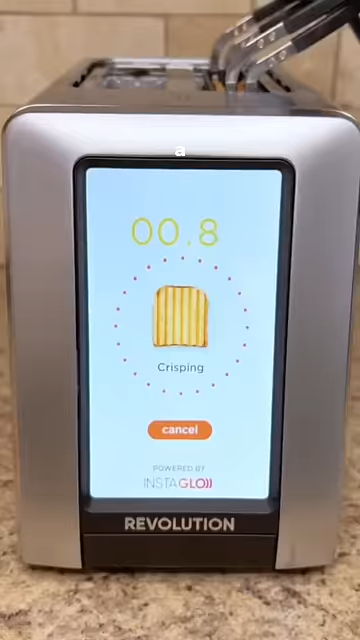 a
00.8
Crisping
cancel
POWERED BY
INSTAGLO
REVOLUTION